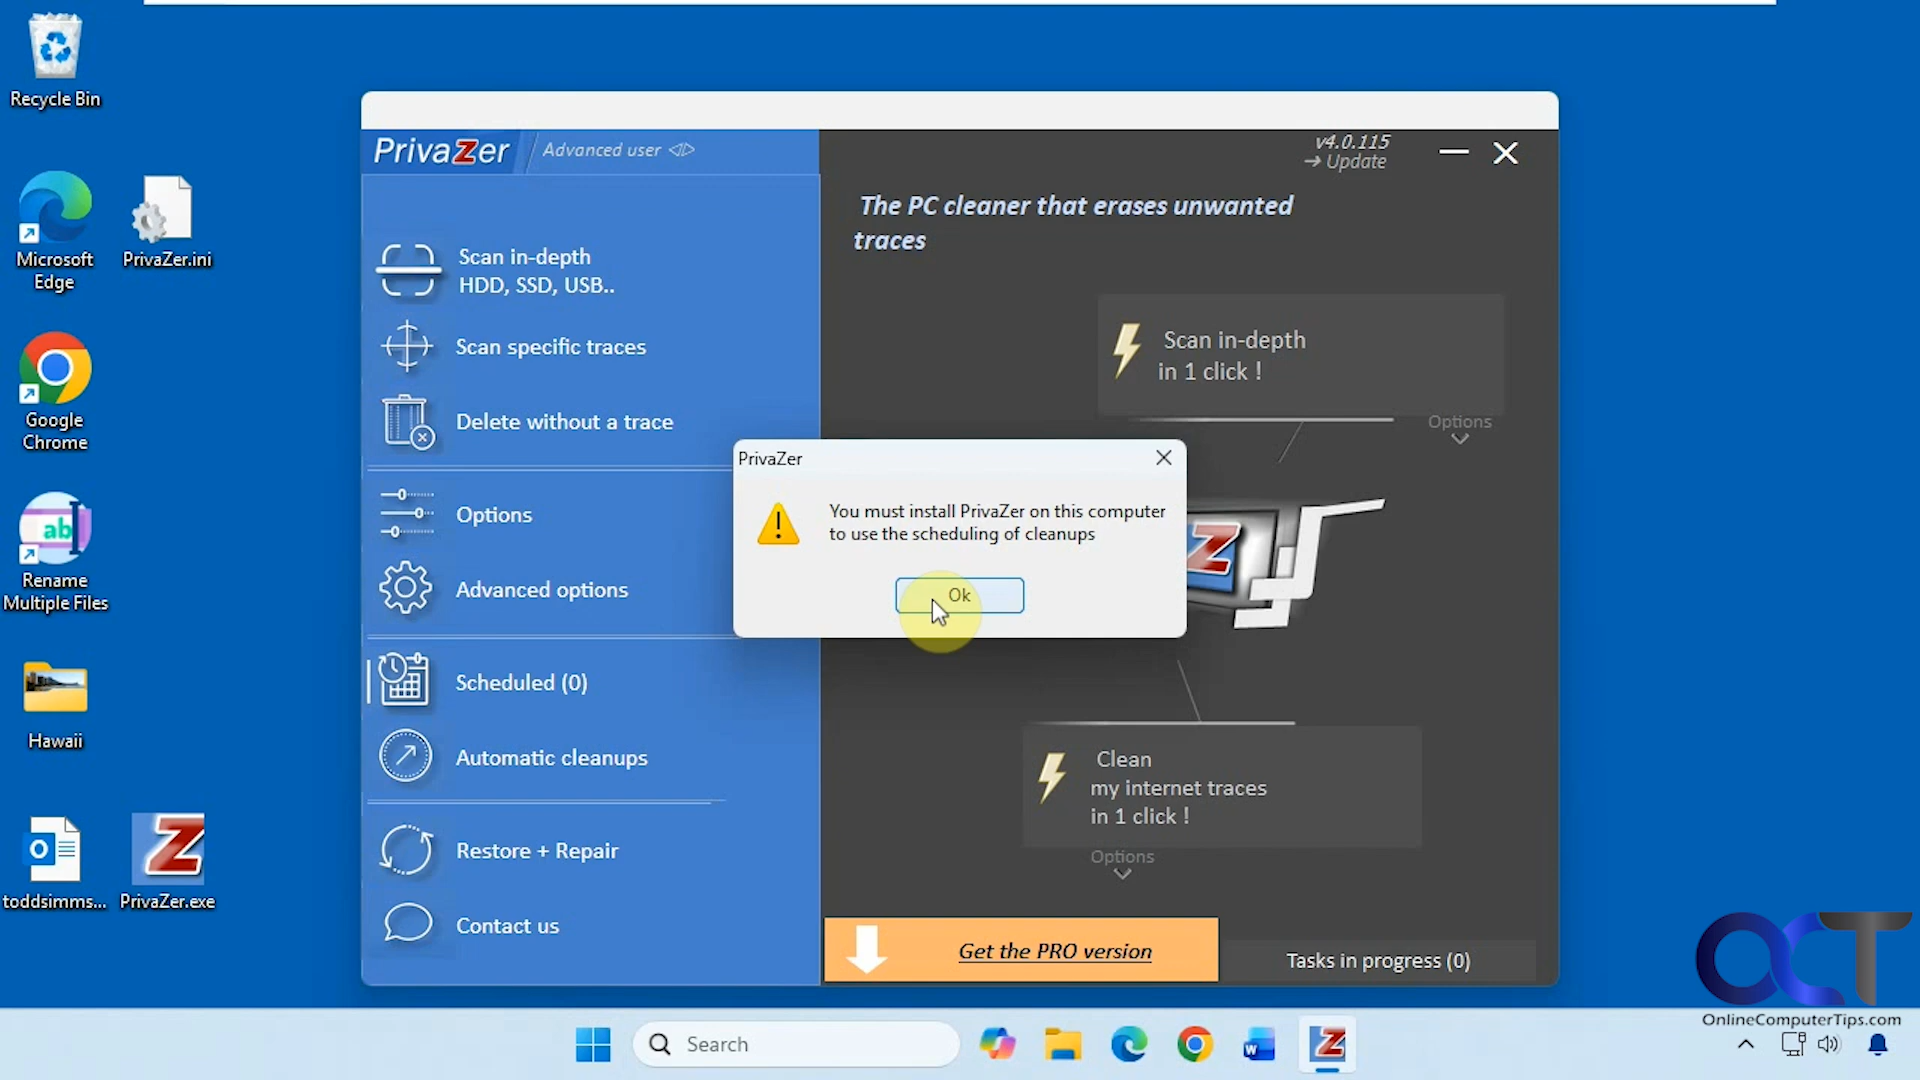 Recycle Bin
Microsoft
Edge
PrivaZer.ini
Google
Chrome
ab
Rename
Multiple Files
Hawaii
toddsimms...
PrivaZer.exe
PrivaZer
Advanced user
v4.0.115
→ Update
The PC cleaner that erases unwanted
traces
Scan in-depth
HDD, SSD, USB..
Scan specific traces
Delete without a trace
Options
Advanced options
Scheduled (0)
Automatic cleanups
Restore + Repair
Contact us
Scan in-depth
in 1 click !
Options
PrivaZer
You must install PrivaZer on this computer
to use the scheduling of cleanups
Ok
Z
Clean
my internet traces
in 1 click !
Options
Get the PRO version
Tasks in progress (0)
OCT
OnlineComputerTips.com
Search